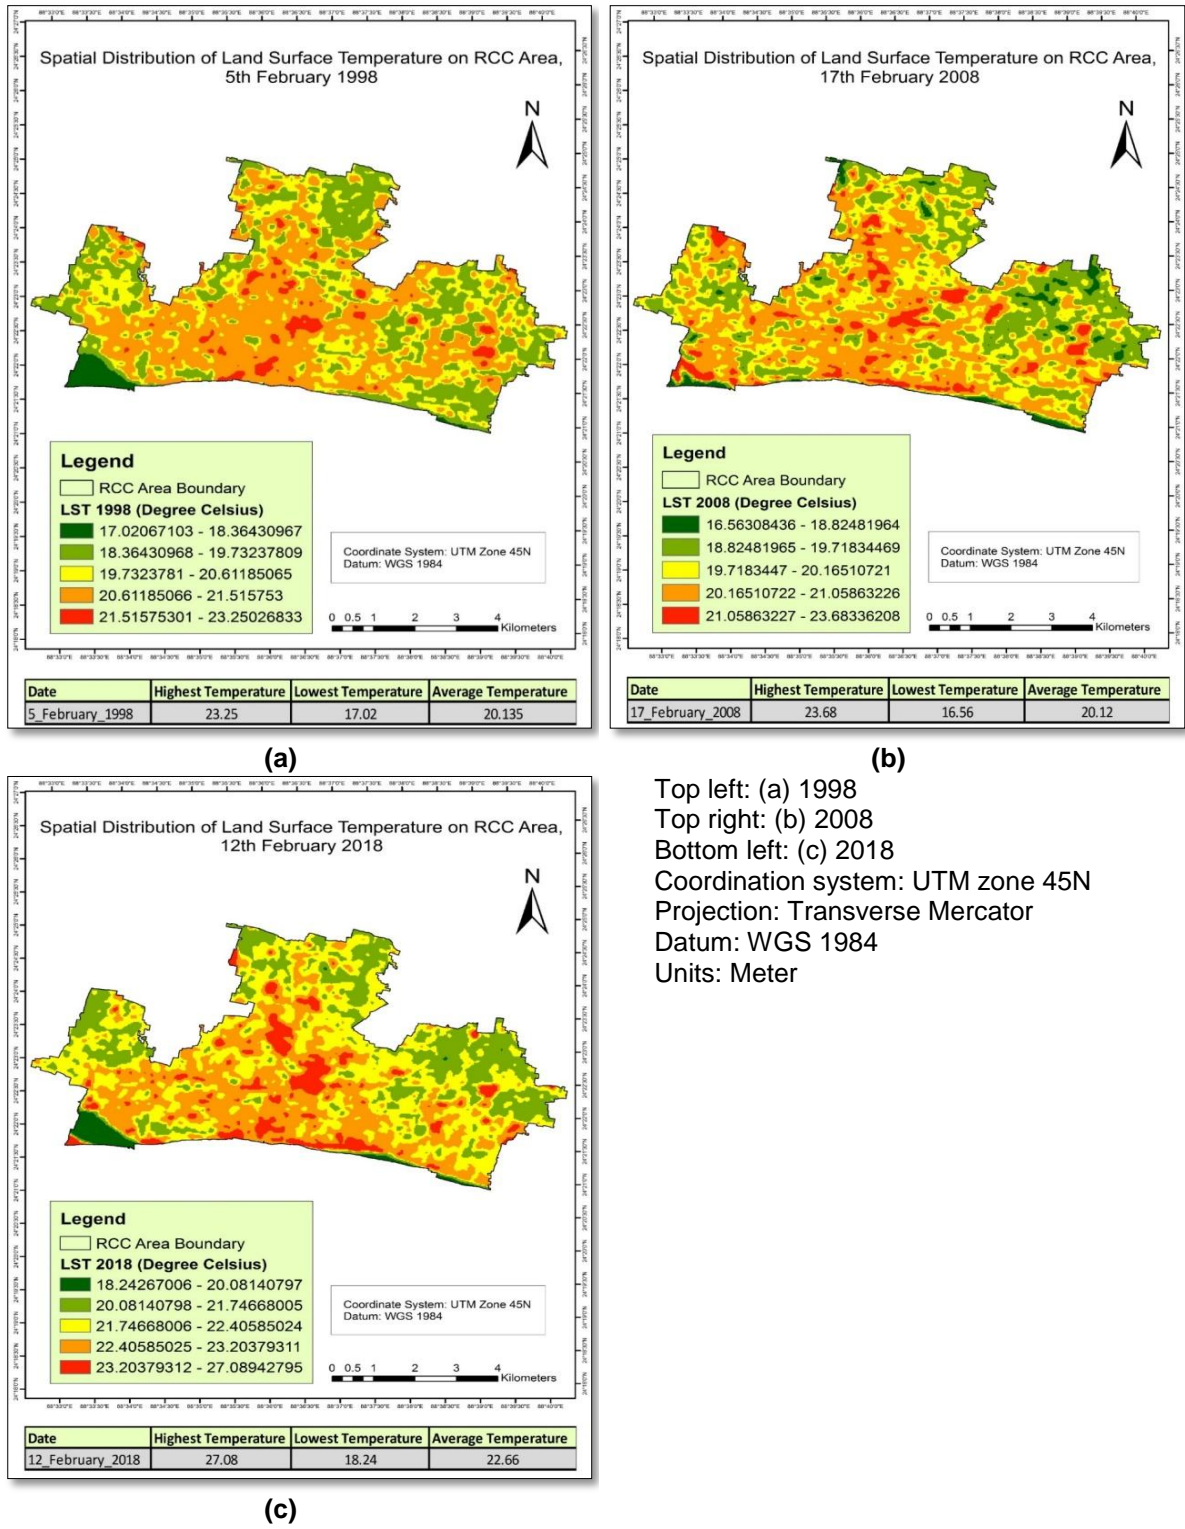 Spatial Distribution of Land Surface Temperature on RCC Area,
5th February 1998
N
Legend
RCC Area Boundary
LST 1998 (Degree Celsius)
17.02067103 - 18.36430967
18.36430968 - 19.73237809
19.7323781 - 20.61185065
20.61185066 - 21.515753
21.51575301 - 23.25026833
Coordinate System: UTM Zone 45N
Datum: WGS 1984
0 0.5 1 2 3 4
Kilometers
Date Highest Temperature Lowest Temperature Average Temperature
5_February_1998 23.25 17.02 20.135
(a)
Spatial Distribution of Land Surface Temperature on RCC Area,
17th February 2008
N
Legend
RCC Area Boundary
LST 2008 (Degree Celsius)
16.56308436 - 18.82481964
18.82481965 - 19.71834469
19.7183447 - 20.16510721
20.16510722 - 21.05863226
21.05863227 - 23.68336208
Coordinate System: UTM Zone 45N
Datum: WGS 1984
0 0.5 1 2 3 4
Kilometers
Date Highest Temperature Lowest Temperature Average Temperature
17_February_2008 23.68 16.56 20.12
(b)
Spatial Distribution of Land Surface Temperature on RCC Area,
12th February 2018
N
Legend
RCC Area Boundary
LST 2018 (Degree Celsius)
18.24267006 - 20.08140797
20.08140798 - 21.74668005
21.74668006 - 22.40585024
22.40585025 - 23.20379311
23.20379312 - 27.08942795
Coordinate System: UTM Zone 45N
Datum: WGS 1984
0 0.5 1 2 3 4
Kilometers
Date Highest Temperature Lowest Temperature Average Temperature
12_February_2018 27.08 18.24 22.66
(c)
Top left: (a) 1998
Top right: (b) 2008
Bottom left: (c) 2018
Coordination system: UTM zone 45N
Projection: Transverse Mercator
Datum: WGS 1984
Units: Meter